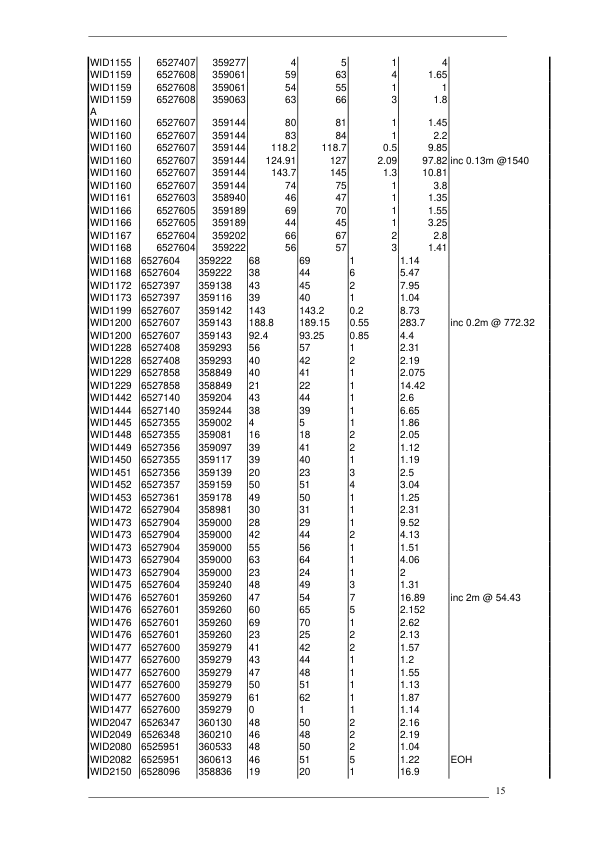 WID1155 6527407 359277 4 5 1 4
WID1159 6527608 359061 59 63 4 1.65
WID1159 6527608 359061 54 55 1 1
WID1159 6527608 359063 63 66 3 1.8
A
WID1160 6527607 359144 80 81 1 1.45
WID1160 6527607 359144 83 84 1 2.2
WID1160 6527607 359144 118.2 118.7 0.5 9.85
WID1160 6527607 359144 124.91 127 2.09 97.82 inc 0.13m @1540
WID1160 6527607 359144 143.7 145 1.3 10.81
WID1160 6527607 359144 74 75 1 3.8
WID1161 6527603 358940 46 47 1 1.35
WID1166 6527605 359189 69 70 1 1.55
WID1166 6527605 359189 44 45 1 3.25
WID1167 6527604 359202 66 67 2 2.8
WID1168 6527604 359222 56 57 3 1.41
WID1168 6527604 359222 68 69 1 1.14
WID1168 6527604 359222 38 44 6 5.47
WID1172 6527397 359138 43 45 2 7.95
WID1173 6527397 359116 39 40 1 1.04
WID1199 6527607 359142 143 143.2 0.2 8.73
WID1200 6527607 359143 188.8 189.15 0.55 283.7 inc 0.2m @ 772.32
WID1200 6527607 359143 92.4 93.25 0.85 4.4
WID1228 6527408 359293 56 57 1 2.31
WID1228 6527408 359293 40 42 2 2.19
WID1229 6527858 358849 40 41 1 2.075
WID1229 6527858 358849 21 22 1 14.42
WID1442 6527140 359204 43 44 1 2.6
WID1444 6527140 359244 38 39 1 6.65
WID1445 6527355 359002 4 5 1 1.86
WID1448 6527355 359081 16 18 2 2.05
WID1449 6527356 359097 39 41 2 1.12
WID1450 6527355 359117 39 40 1 1.19
WID1451 6527356 359139 20 23 3 2.5
WID1452 6527357 359159 50 51 4 3.04
WID1453 6527361 359178 49 50 1 1.25
WID1472 6527904 358981 30 31 1 2.31
WID1473 6527904 359000 28 29 1 9.52
WID1473 6527904 359000 42 44 2 4.13
WID1473 6527904 359000 55 56 1 1.51
WID1473 6527904 359000 63 64 1 4.06
WID1473 6527904 359000 23 24 1 2
WID1475 6527604 359240 48 49 3 1.31
WID1476 6527601 359260 47 54 7 16.89 inc 2m @ 54.43
WID1476 6527601 359260 60 65 5 2.152
WID1476 6527601 359260 69 70 1 2.62
WID1476 6527601 359260 23 25 2 2.13
WID1477 6527600 359279 41 42 2 1.57
WID1477 6527600 359279 43 44 1 1.2
WID1477 6527600 359279 47 48 1 1.55
WID1477 6527600 359279 50 51 1 1.13
WID1477 6527600 359279 61 62 1 1.87
WID1477 6527600 359279 0 1 1 1.14
WID2047 6526347 360130 48 50 2 2.16
WID2049 6526348 360210 46 48 2 2.19
WID2080 6525951 360533 48 50 2 1.04
WID2082 6525951 360613 46 51 5 1.22 EOH
WID2150 6528096 358836 19 20 1 16.9
15